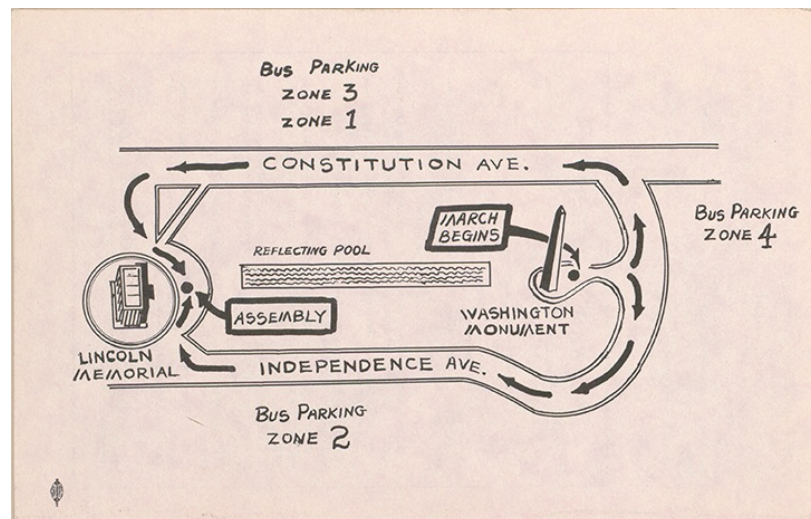 BUS PARKING
ZONE 3
ZONE 1
CONSTITUTION AVE.
MARCH
BEGINS
BUS PARKING
ZONE 4
REFLECTING POOL
ASSEMBLY
WASHINGTON
MONUMENT
LINCOLN
MEMORIAL
INDEPENDENCE AVE.
BUS PARKING
ZONE 2